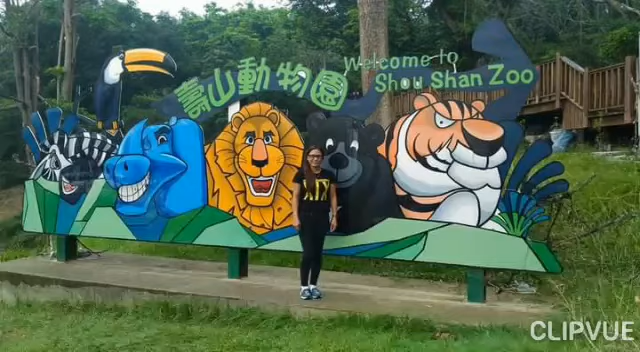 壽山動物園
Welcome to
Shou Shan Zoo
CLIPVUE